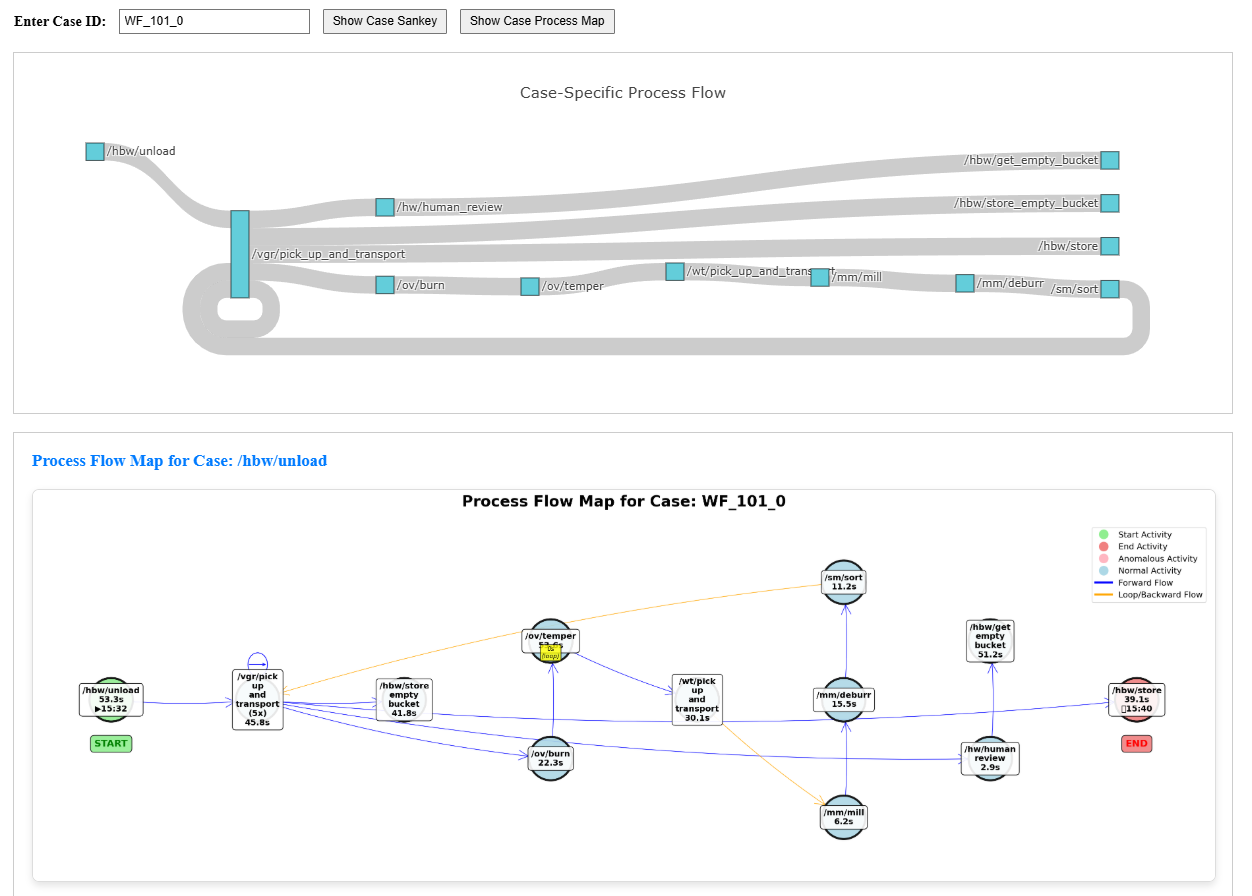 Enter Case ID:
WF_101_0
Show Case Sankey
Show Case Process Map
Case-Specific Process Flow
/hbw/unload
/hbw/get_empty_bucket
/hbw/store_empty_bucket
/hw/human_review
/hbw/store
/vgr/pick_up_and_transport
/wt/pick_up_and_transport
/mm/mill
/ov/burn
/ov/temper
/mm/deburr
/sm/sort
Process Flow Map for Case: /hbw/unload
Process Flow Map for Case: WF_101_0
Start Activity
End Activity
Anomalous Activity
Normal Activity
Forward Flow
Loop/Backward Flow
/sm/sort
11.2s
/ov/temper
0s
(loop)
/hbw/get
empty
bucket
51.2s
/hbw/unload
53.3s
▶15:32
START
/vgr/pick
up
and
transport
(5x)
45.8s
/hbw/store
empty
bucket
41.8s
/wt/pick
up
and
transport
30.1s
/mm/deburr
15.5s
/hbw/store
39.1s
▯15:40
END
/ov/burn
22.3s
/hw/human
review
2.9s
/mm/mill
6.2s